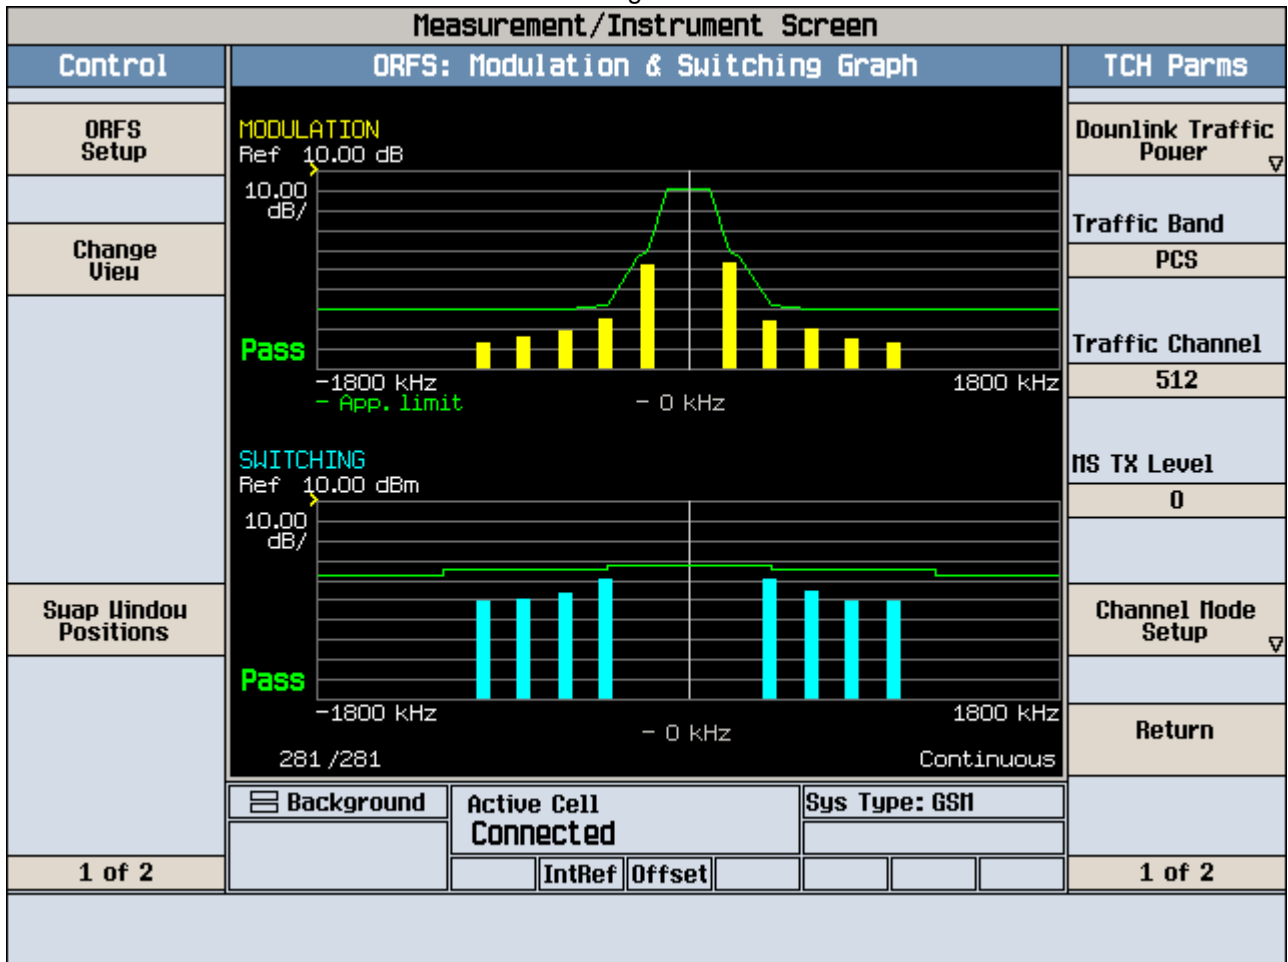 Measurement/Instrument Screen
Control
ORFS: Modulation & Switching Graph
TCH Parms
ORFS
Setup
Change
View
Swap Window
Positions
1 of 2
MODULATION
Ref 10.00 dB
10.00
dB/
Pass
-1800 kHz
1800 kHz
- App. limit
- 0 kHz
SWITCHING
Ref 10.00 dBm
10.00
dB/
Pass
-1800 kHz
1800 kHz
- 0 kHz
281 /281
Continuous
Background
Active Cell
Connected
Sys Type: GSM
IntRef
Offset
Downlink Traffic
Power
Traffic Band
PCS
Traffic Channel
512
MS TX Level
0
Channel Mode
Setup
Return
1 of 2